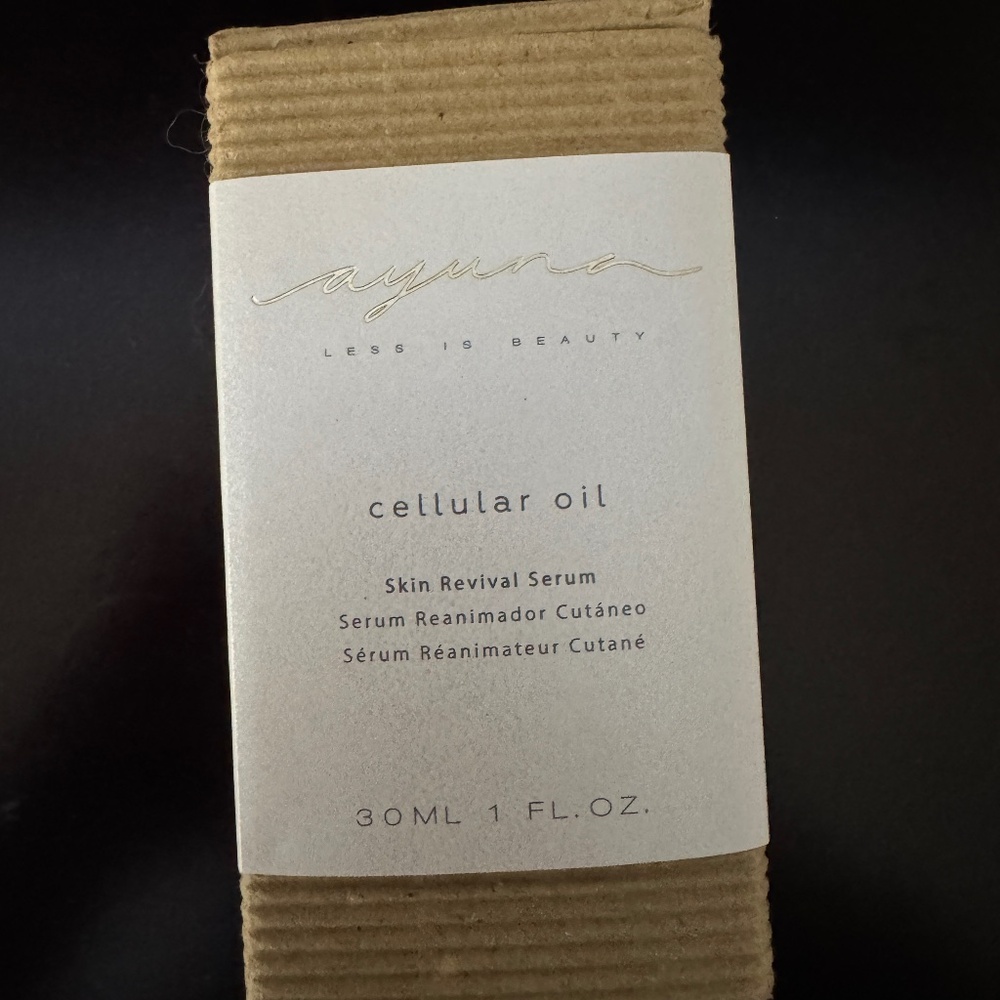 ayuna
LESS IS BEAUTY
cellular oil
Skin Revival Serum
Serum Reanimador Cutáneo
Sérum Réanimateur Cutané
30ML 1 FL.OZ.